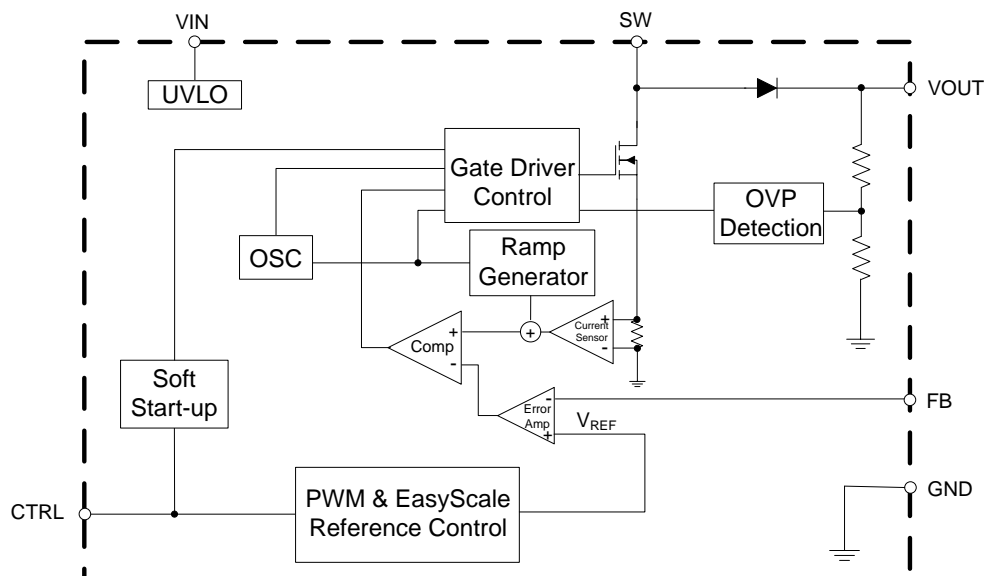 VIN
SW
UVLO
VOUT
Gate Driver
Control
OVP
Detection
OSC
Ramp
Generator
+
Current
Sensor
+
-
+
Comp
-
Soft
Start-up
-
Error
Amp
+
VREF
FB
CTRL
PWM & EasyScale
Reference Control
GND